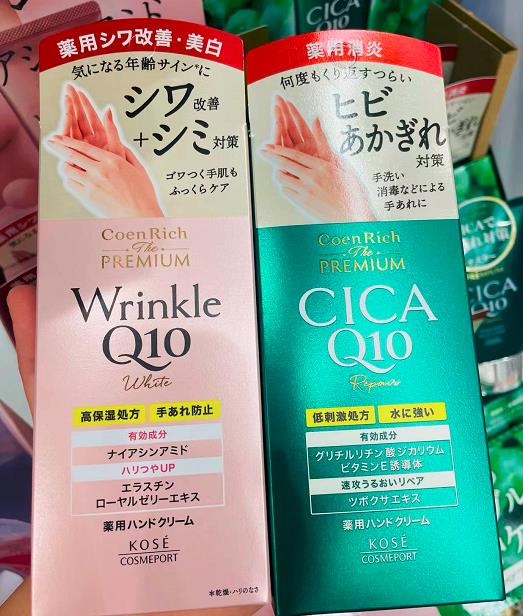 薬用シワ改善・美白
気になる年齢サイン*に
シワ改善
+シミ対策
ゴワつく手肌も
ふっくらケア
CoenRich
The
PREMIUM
Wrinkle
Q10
White
高保湿処方 手あれ防止
有効成分
ナイアシンアミド
ハリつやUP
エラスチン
ローヤルゼリーエキス
薬用ハンドクリーム
KOSÉ
COSMEPORT
*乾燥・ハリのなさ
薬用消炎
何度もくり返すつらい
ヒビ
あかぎれ
対策
手洗い
消毒などによる
手あれに
CoenRich
The
PREMIUM
CICA
Q10
Repair
低刺激処方 水に強い
有効成分
グリチルリチン酸ジカリウム
ビタミンE誘導体
速攻うるおいリペア
ツボクサエキス
薬用ハンドクリーム
KOSÉ
COSMEPORT
CICA
Q10